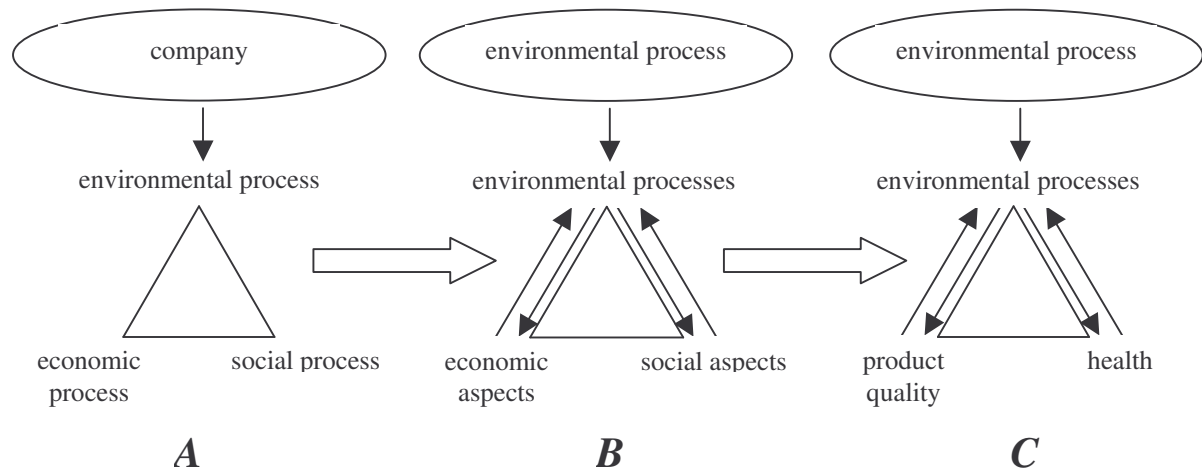 company
environmental process
economic
process
social process
A
environmental process
environmental processes
economic
aspects
social aspects
B
environmental process
environmental processes
product
quality
health
C